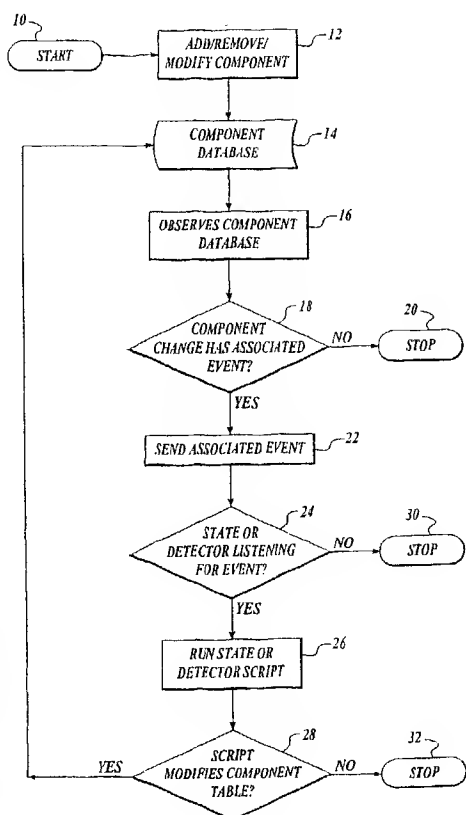 10
START
ADD/REMOVE/
MODIFY COMPONENT
12
COMPONENT
DATABASE
14
OBSERVES COMPONENT
DATABASE
16
COMPONENT
CHANGE HAS ASSOCIATED
EVENT?
18
NO
20
STOP
YES
SEND ASSOCIATED EVENT
22
STATE OR
DETECTOR LISTENING
FOR EVENT?
24
NO
30
STOP
YES
RUN STATE OR
DETECTOR SCRIPT
26
SCRIPT
MODIFIES COMPONENT
TABLE?
28
YES
NO
32
STOP